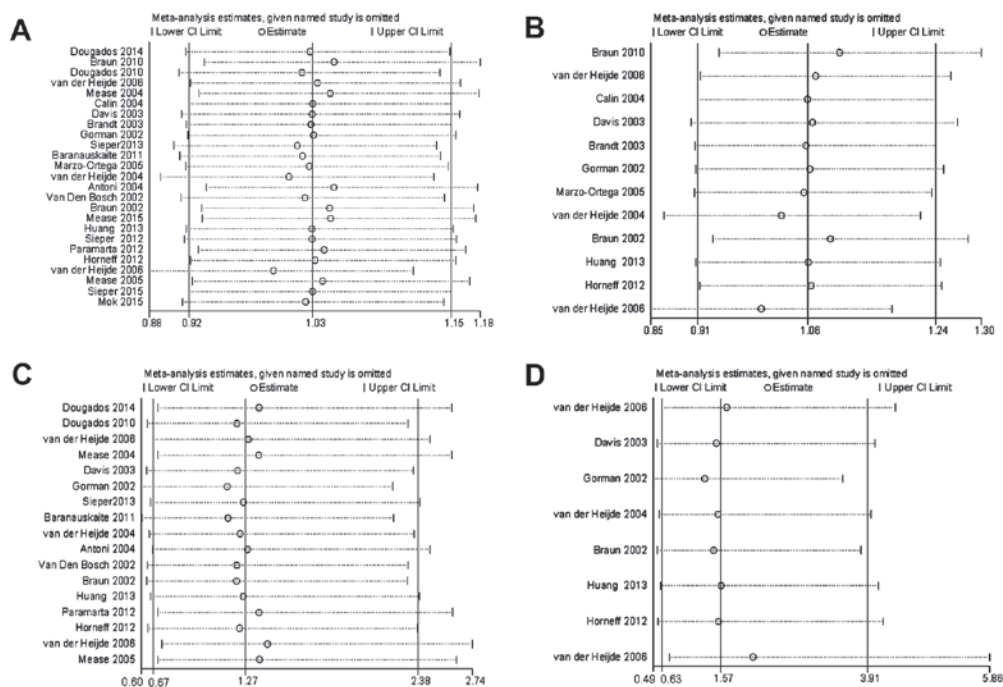 A
Meta-analysis estimates, given named study is omitted
Lower CI Limit Estimate Upper CI Limit
Dougados 2014
Braun 2010
Dougados 2010
van der Heijde 2006
Mease 2004
Calin 2004
Davis 2003
Brandt 2003
Gorman 2002
Sieper2013
Baranauskaite 2011
Marzo-Ortega 2005
van der Heijde 2004
Antoni 2004
Van Den Bosch 2002
Braun 2002
Mease 2015
Huang 2013
Sieper 2012
Paramarta 2012
Horneff 2012
van der Heijde 2006
Mease 2005
Sieper 2015
Mok 2015
0.88 0.92 1.03 1.15 1.18
B
Meta-analysis estimates, given named study is omitted
Lower CI Limit Estimate Upper CI Limit
Braun 2010
van der Heijde 2006
Calin 2004
Davis 2003
Brandt 2003
Gorman 2002
Marzo-Ortega 2005
van der Heijde 2004
Braun 2002
Huang 2013
Horneff 2012
van der Heijde 2006
0.85 0.91 1.06 1.24 1.30
C
Meta-analysis estimates, given named study is omitted
Lower CI Limit Estimate Upper CI Limit
Dougados 2014
Dougados 2010
van der Heijde 2006
Mease 2004
Davis 2003
Gorman 2002
Sieper2013
Baranauskaite 2011
van der Heijde 2004
Antoni 2004
Van Den Bosch 2002
Braun 2002
Huang 2013
Paramarta 2012
Horneff 2012
van der Heijde 2006
Mease 2005
0.60 0.67 1.27 2.38 2.74
D
Meta-analysis estimates, given named study is omitted
Lower CI Limit Estimate Upper CI Limit
van der Heijde 2006
Davis 2003
Gorman 2002
van der Heijde 2004
Braun 2002
Huang 2013
Horneff 2012
van der Heijde 2006
0.48 0.63 1.57 3.91 5.86